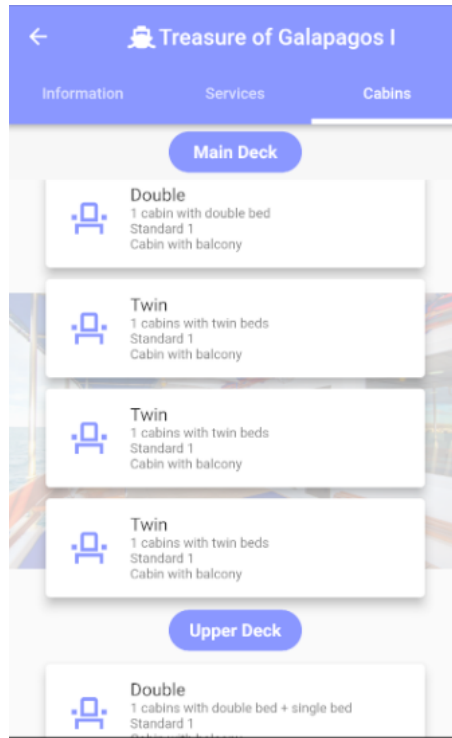 Treasure of Galapagos I
Information
Services
Cabins
Main Deck
Double
1 cabin with double bed
Standard 1
Cabin with balcony
Twin
1 cabins with twin beds
Standard 1
Cabin with balcony
Twin
1 cabins with twin beds
Standard 1
Cabin with balcony
Twin
1 cabins with twin beds
Standard 1
Cabin with balcony
Upper Deck
Double
1 cabins with double bed + single bed
Standard 1